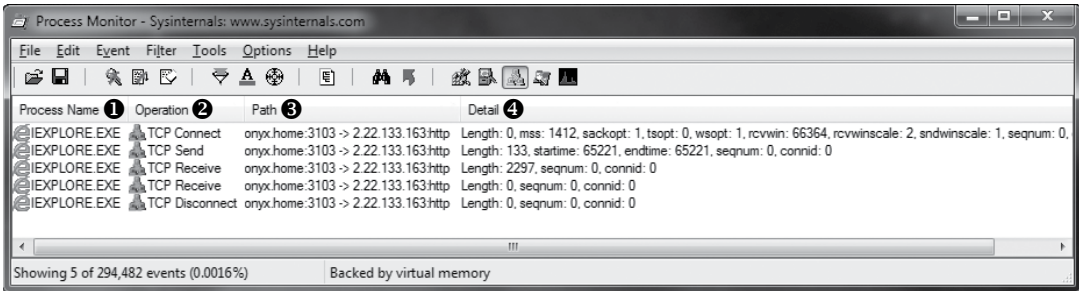 Process Monitor - Sysinternals: www.sysinternals.com
File Edit Event Filter Tools Options Help
Process Name ❶ Operation ❷ Path ❸ Detail ❹
IEXPLORE.EXE TCP Connect onyx.home:3103 -> 2.22.133.163:http Length: 0, mss: 1412, sackopt: 1, tsopt: 0, wsopt: 1, rcvwin: 66364, rcvwinscale: 2, sndwinscale: 1, seqnum: 0,
IEXPLORE.EXE TCP Send onyx.home:3103 -> 2.22.133.163:http Length: 133, startime: 65221, endtime: 65221, seqnum: 0, connid: 0
IEXPLORE.EXE TCP Receive onyx.home:3103 -> 2.22.133.163:http Length: 2297, seqnum: 0, connid: 0
IEXPLORE.EXE TCP Receive onyx.home:3103 -> 2.22.133.163:http Length: 0, seqnum: 0, connid: 0
IEXPLORE.EXE TCP Disconnect onyx.home:3103 -> 2.22.133.163:http Length: 0, seqnum: 0, connid: 0
Showing 5 of 294,482 events (0.0016%) Backed by virtual memory